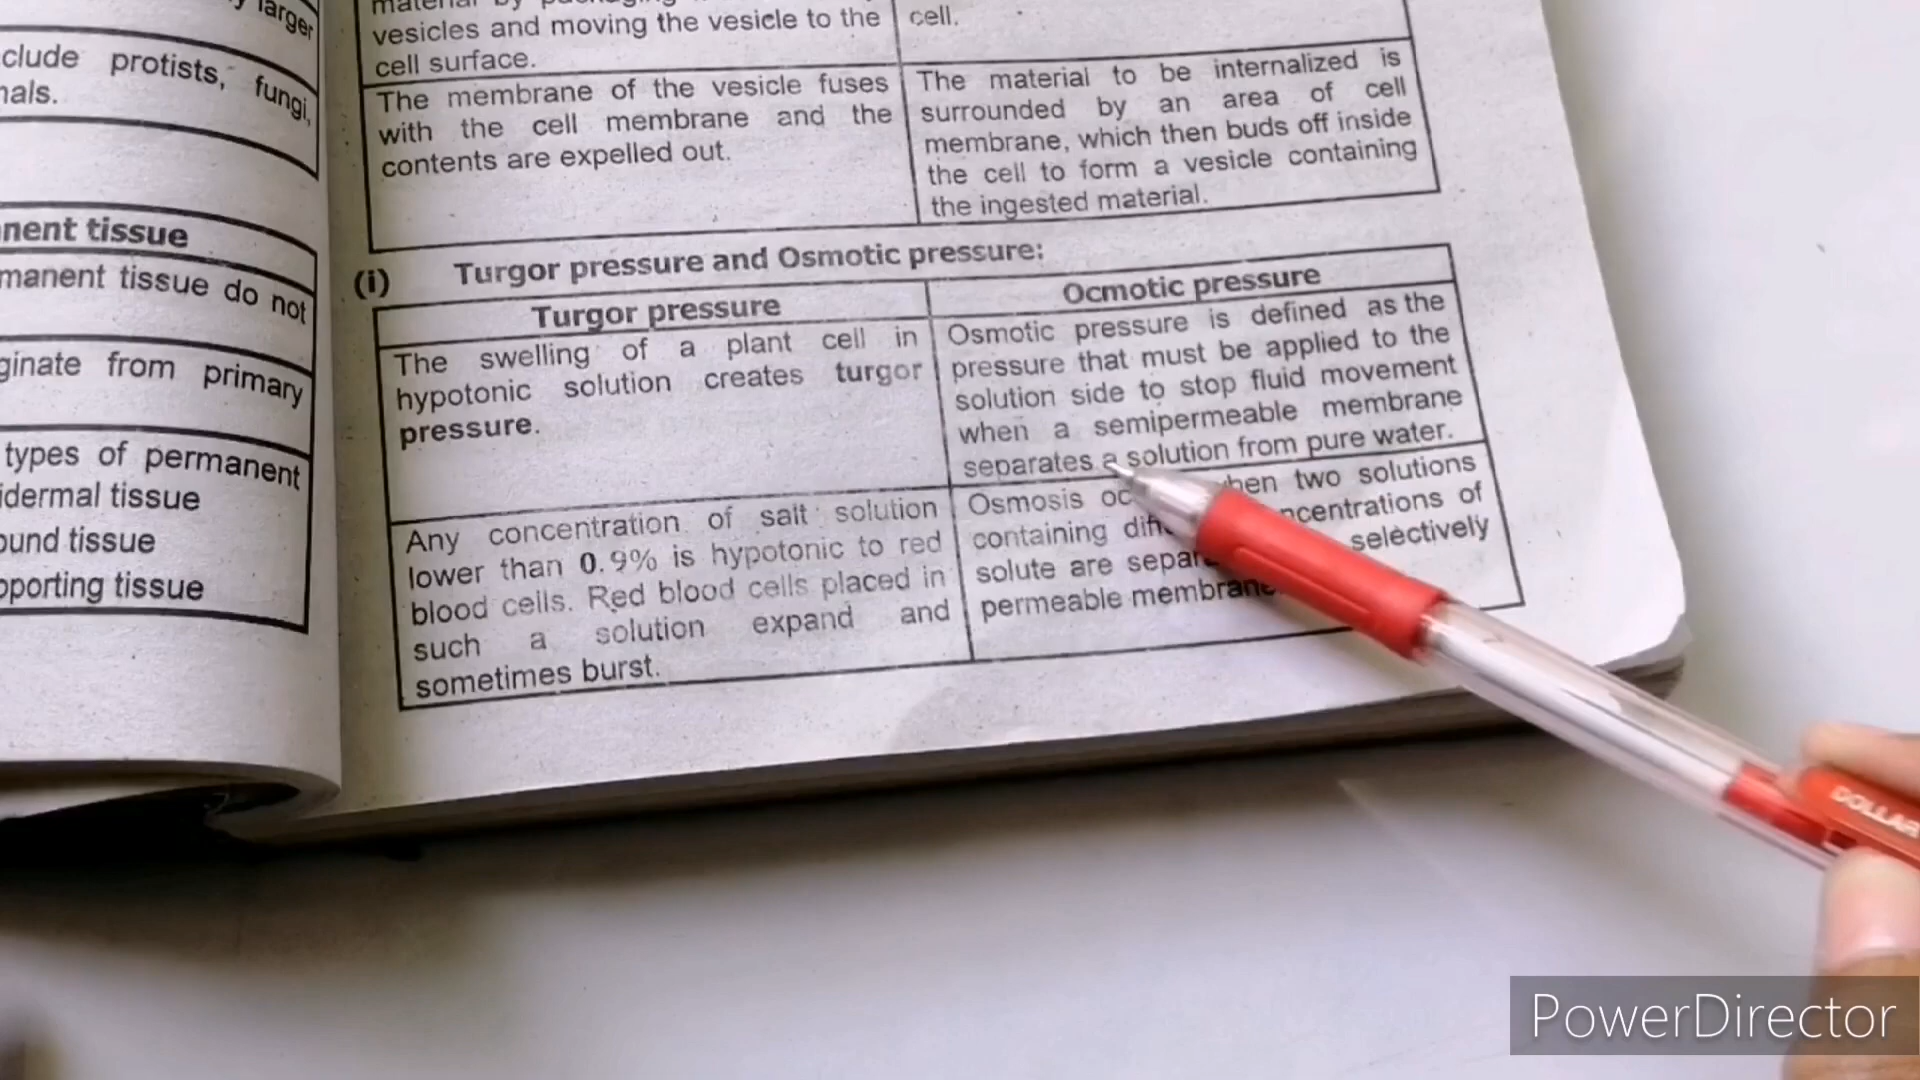 larger
clude protists, fungi,
nals.
nent tissue
manent tissue do not
ginate from primary
types of permanent
idermal tissue
ound tissue
pporting tissue
vesicles and moving the vesicle to the
cell surface.
cell.
The membrane of the vesicle fuses
with the cell membrane and the
contents are expelled out.
The material to be internalized is
surrounded by an area of cell
membrane, which then buds off inside
the cell to form a vesicle containing
the ingested material.
(i) Turgor pressure and Osmotic pressure:
Turgor pressure
The swelling of a plant cell in
hypotonic solution creates turgor
pressure.
Any concentration of salt solution
lower than 0.9% is hypotonic to red
blood cells. Red blood cells placed in
such a solution expand and
sometimes burst.
Ocmotic pressure
Osmotic pressure is defined as the
pressure that must be applied to the
solution side to stop fluid movement
when a semipermeable membrane
separates a solution from pure water.
Osmosis oc hen two solutions
containing diff ncentrations of
solute are separ selectively
permeable membrane
DOLLAR
PowerDirector